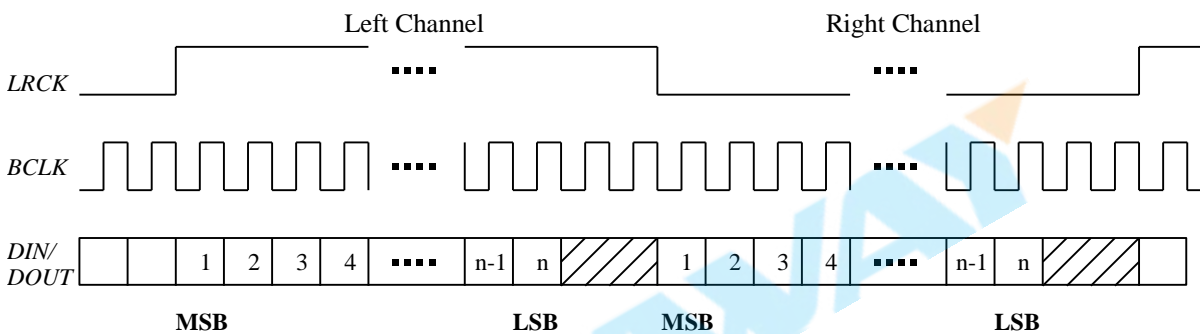 Left Channel Right Channel
LRCK
BCLK
DIN/
DOUT
1 2 3 4 n-1 n 1 2 3 4 n-1 n
MSB LSB MSB LSB